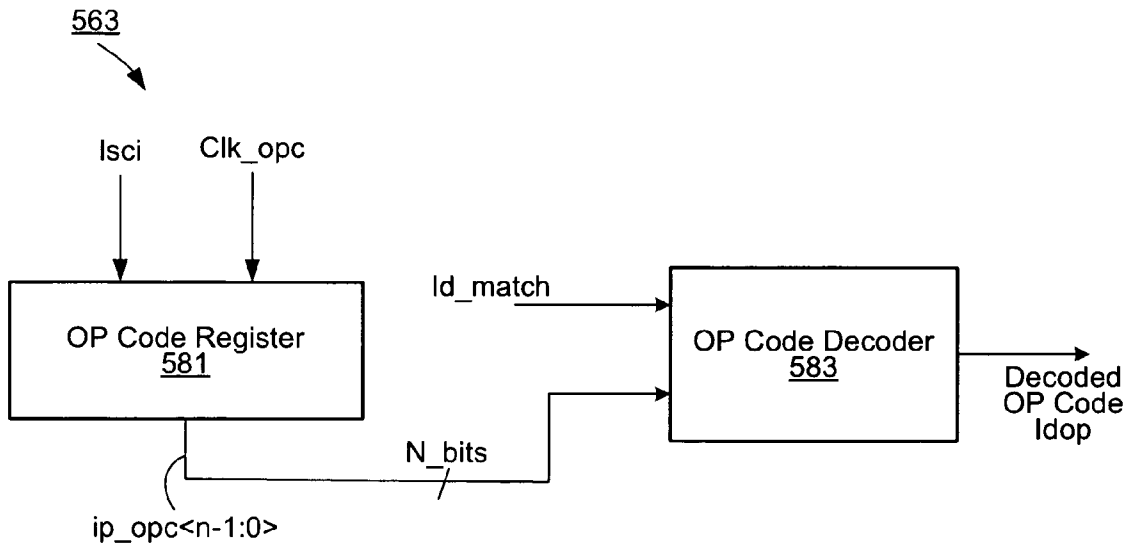 563
Isci
Clk_opc
OP Code Register
581
Id_match
OP Code Decoder
583
Decoded
OP Code
Idop
N_bits
ip_opc<n-1:0>